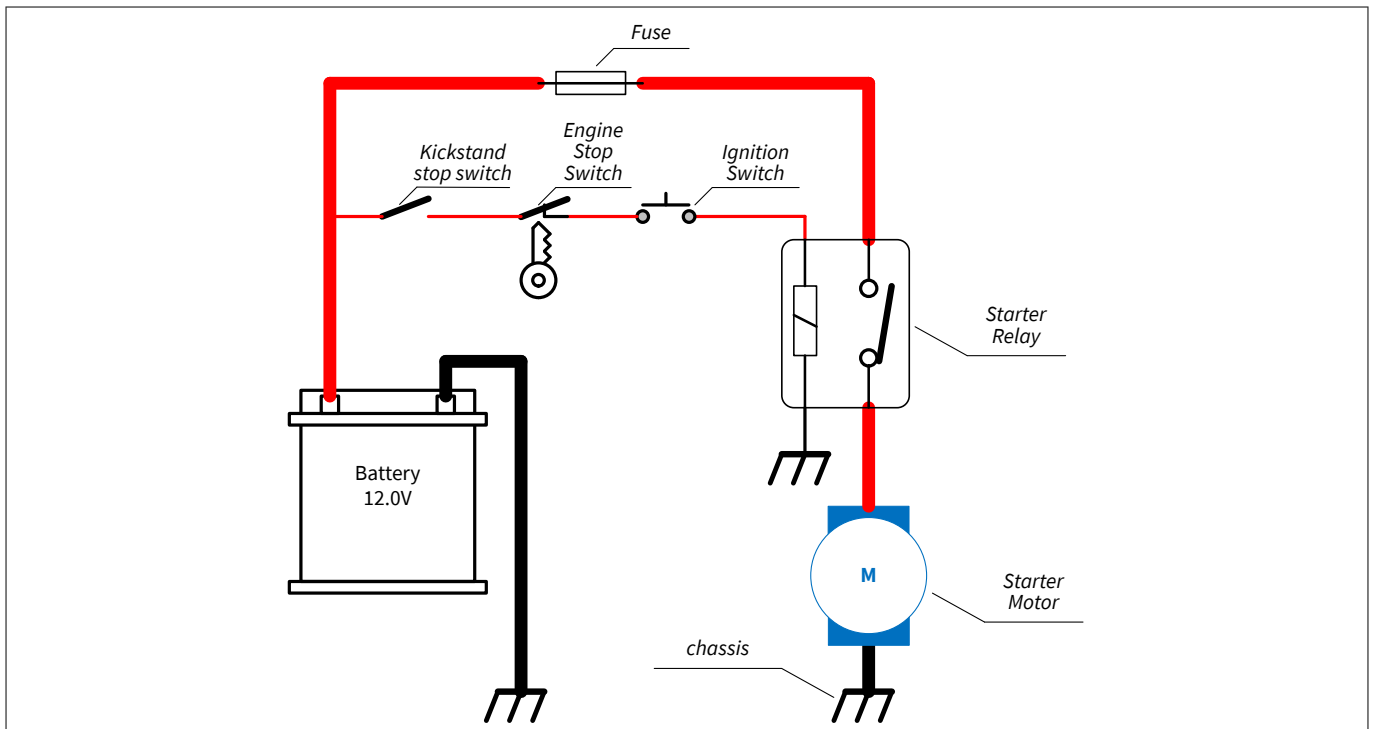 Fuse
Kickstand
stop switch
Engine
Stop
Switch
Ignition
Switch
Starter
Relay
Battery
12.0V
M
Starter
Motor
chassis